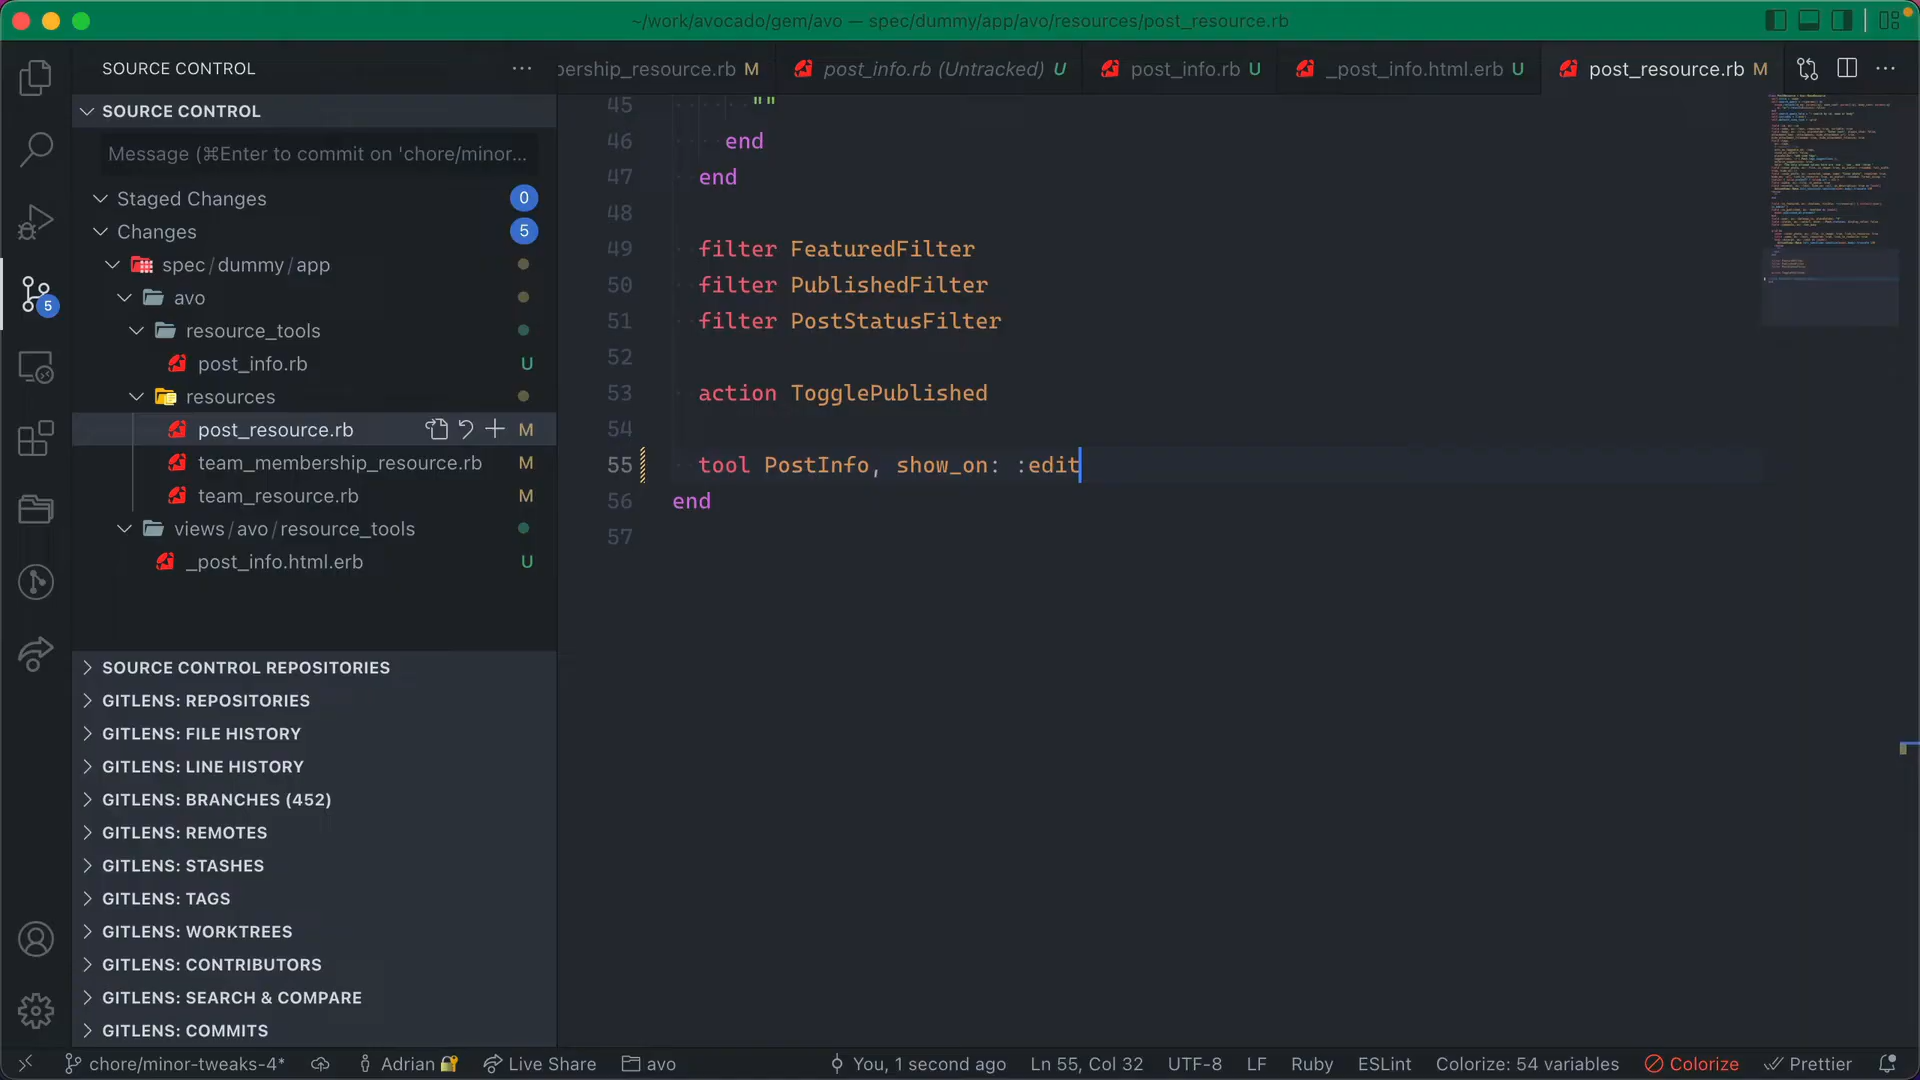 ~/work/avocado/gem/avo — spec/dummy/app/avo/resources/post_resource.rb
SOURCE CONTROL
bership_resource.rb M
post_info.rb (Untracked) U
post_info.rb U
_post_info.html.erb U
post_resource.rb M
SOURCE CONTROL
Message (⌘Enter to commit on 'chore/minor...
Staged Changes 0
Changes 5
spec/dummy/app
avo
resource_tools
post_info.rb U
resources
post_resource.rb M
team_membership_resource.rb M
team_resource.rb M
views/avo/resource_tools
_post_info.html.erb U
5
SOURCE CONTROL REPOSITORIES
GITLENS: REPOSITORIES
GITLENS: FILE HISTORY
GITLENS: LINE HISTORY
GITLENS: BRANCHES (452)
GITLENS: REMOTES
GITLENS: STASHES
GITLENS: TAGS
GITLENS: WORKTREES
GITLENS: CONTRIBUTORS
GITLENS: SEARCH & COMPARE
GITLENS: COMMITS
45 ""
46 end
47 end
48
49 filter FeaturedFilter
50 filter PublishedFilter
51 filter PostStatusFilter
52
53 action TogglePublished
54
55 tool PostInfo, show_on: :edit
56 end
57
chore/minor-tweaks-4* Adrian 🔐 Live Share avo You, 1 second ago Ln 55, Col 32 UTF-8 LF Ruby ESLint Colorize: 54 variables Colorize Prettier